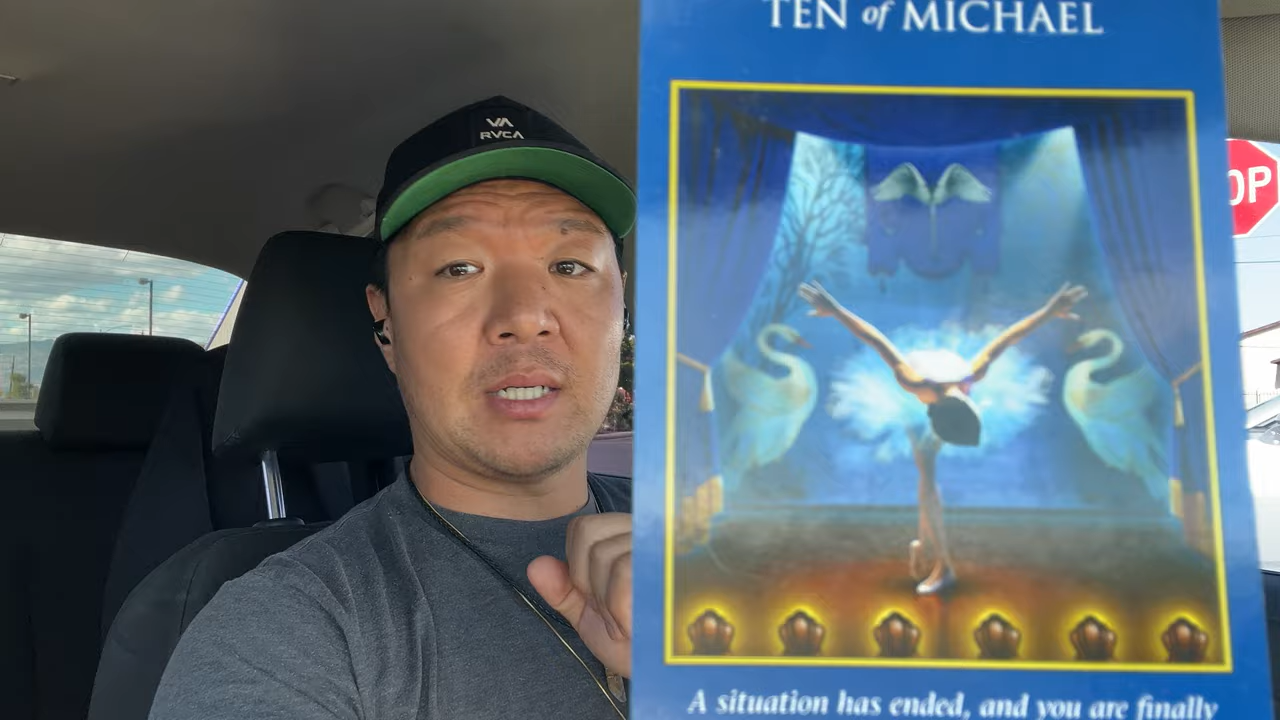 TEN of MICHAEL
VA
RVCA
OP
A situation has ended, and you are finally